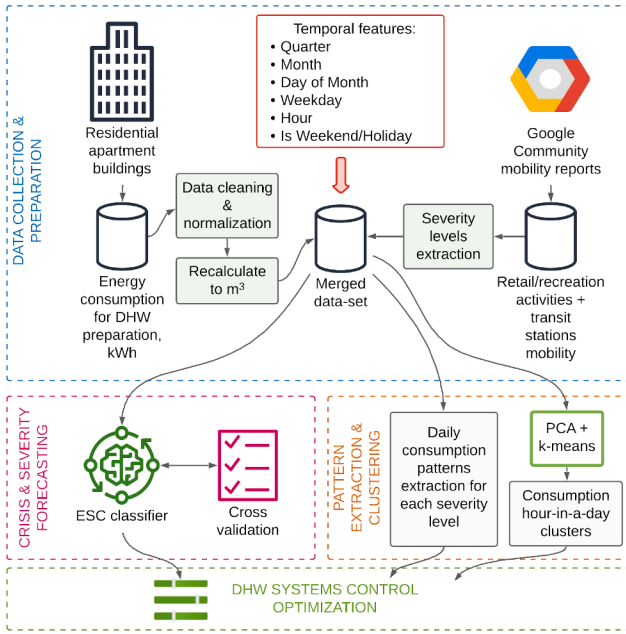 DATA COLLECTION &
PREPARATION
Residential
apartment
buildings
Temporal features:
• Quarter
• Month
• Day of Month
• Weekday
• Hour
• Is Weekend/Holiday
Google
Community
mobility reports
Data cleaning
&
normalization
Recalculate
to m³
Energy
consumption
for DHW
preparation,
kWh
Merged
data-set
Severity
levels
extraction
Retail/recreation
activities +
transit
stations
mobility
CRISIS & SEVERITY
FORECASTING
ESC classifier
Cross
validation
PATTERN
EXTRACTION &
CLUSTERING
Daily
consumption
patterns
extraction for
each severity
level
PCA +
k-means
Consumption
hour-in-a-day
clusters
DHW SYSTEMS CONTROL
OPTIMIZATION